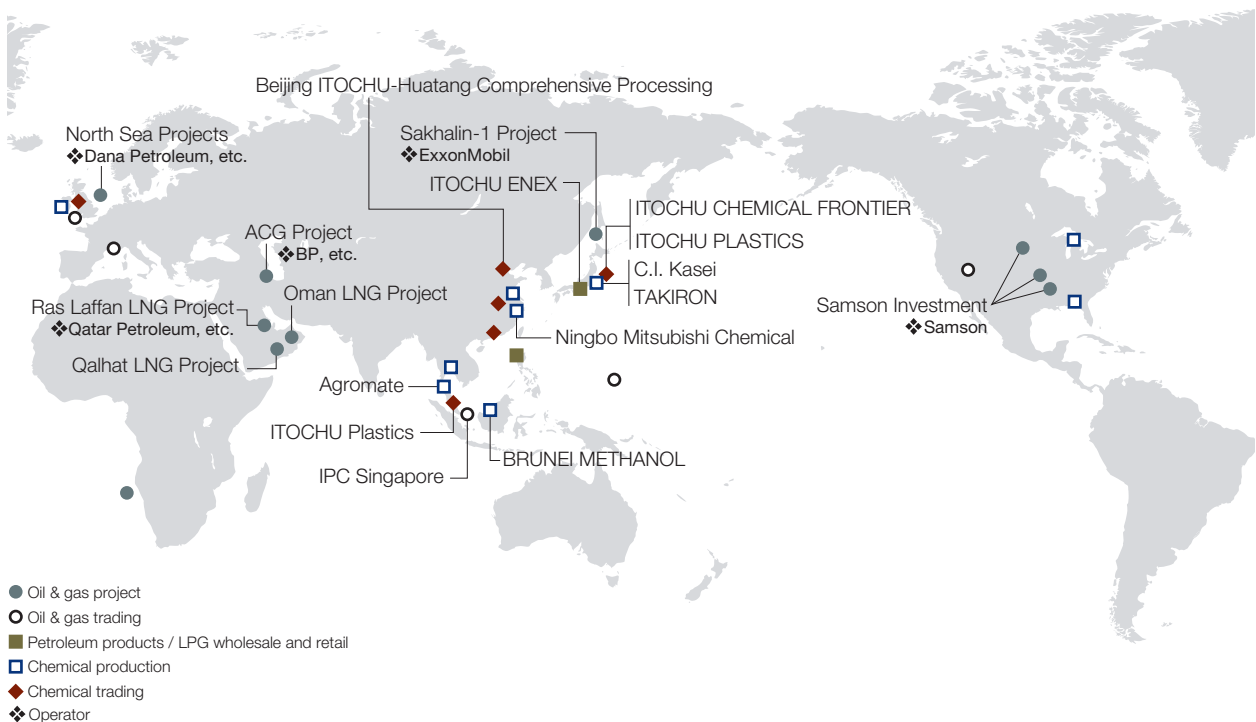 Beijing ITOCHU-Huatang Comprehensive Processing
North Sea Projects
❖Dana Petroleum, etc.
Sakhalin-1 Project
❖ExxonMobil
ITOCHU ENEX
ITOCHU CHEMICAL FRONTIER
ITOCHU PLASTICS
ACG Project
❖BP, etc.
C.I. Kasei
TAKIRON
Oman LNG Project
Ras Laffan LNG Project
❖Qatar Petroleum, etc.
Samson Investment
❖Samson
Qalhat LNG Project
Ningbo Mitsubishi Chemical
Agromate
ITOCHU Plastics
BRUNEI METHANOL
IPC Singapore
Oil & gas project
Oil & gas trading
Petroleum products / LPG wholesale and retail
Chemical production
Chemical trading
❖Operator